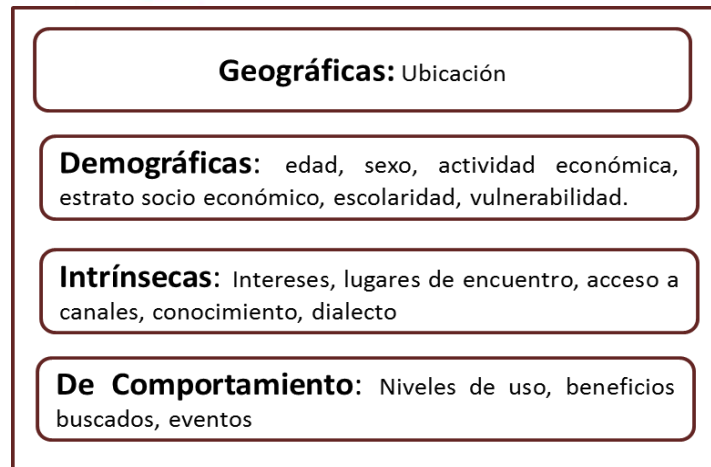 Geográficas: Ubicación
Demográficas: edad, sexo, actividad económica,
estrato socio económico, escolaridad, vulnerabilidad.
Intrínsecas: Intereses, lugares de encuentro, acceso a
canales, conocimiento, dialecto
De Comportamiento: Niveles de uso, beneficios
buscados, eventos